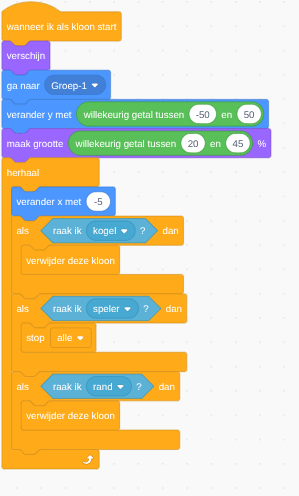 wanneer ik als kloon start
verschijn
ga naar Groep-1
verander y met willekeurig getal tussen -50 en 50
maak grootte willekeurig getal tussen 20 en 45 %
herhaal
verander x met -5
als raak ik kogel ? dan
verwijder deze kloon
als raak ik speler ? dan
stop alle
als raak ik rand ? dan
verwijder deze kloon